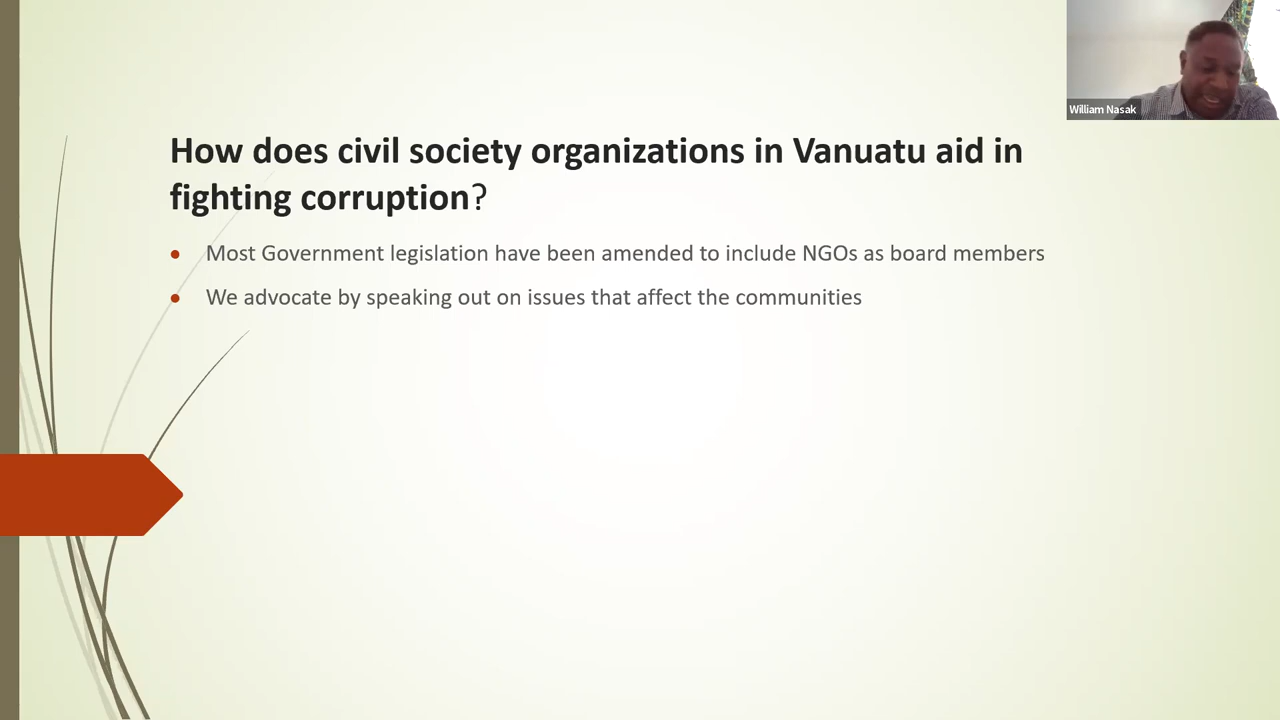 William Nasak
How does civil society organizations in Vanuatu aid in
fighting corruption?
• Most Government legislation have been amended to include NGOs as board members
• We advocate by speaking out on issues that affect the communities